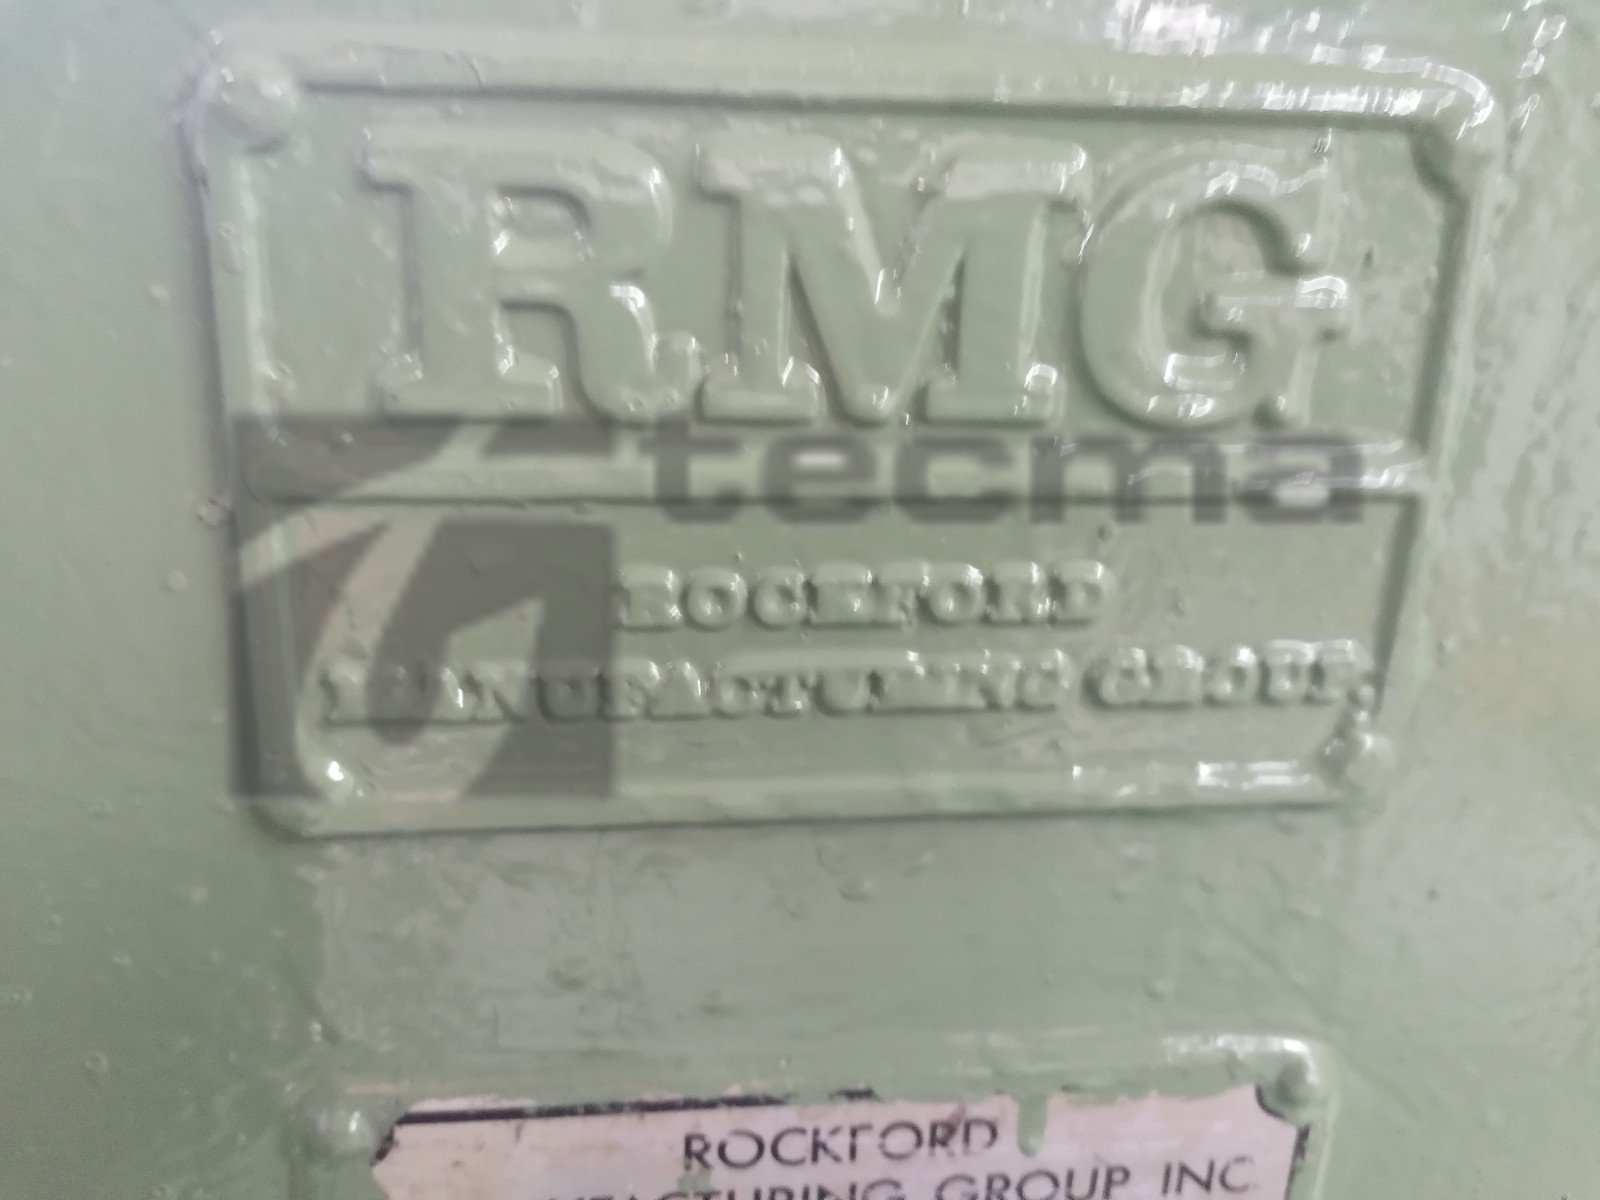 RMG
tecma
ROCKFORD
MANUFACTURING GROUP.
ROCKFORD
GROUP INC